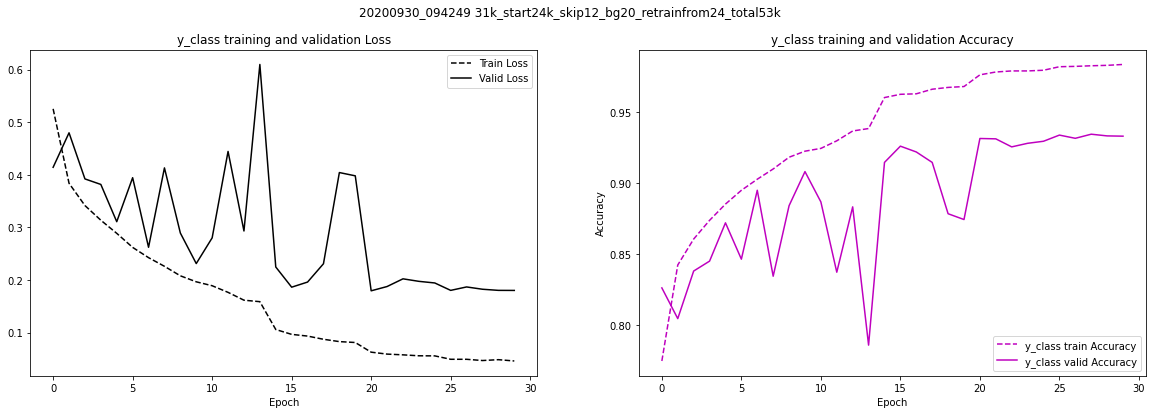 20200930_094249 31k_start24k_skip12_bg20_retrainfrom24_total53k
y_class training and validation Loss
Train Loss
Valid Loss
0.6
0.5
0.4
0.3
0.2
0.1
0 5 10 15 20 25 30
Epoch
y_class training and validation Accuracy
Accuracy
0.95
0.90
0.85
0.80
y_class train Accuracy
y_class valid Accuracy
0 5 10 15 20 25 30
Epoch